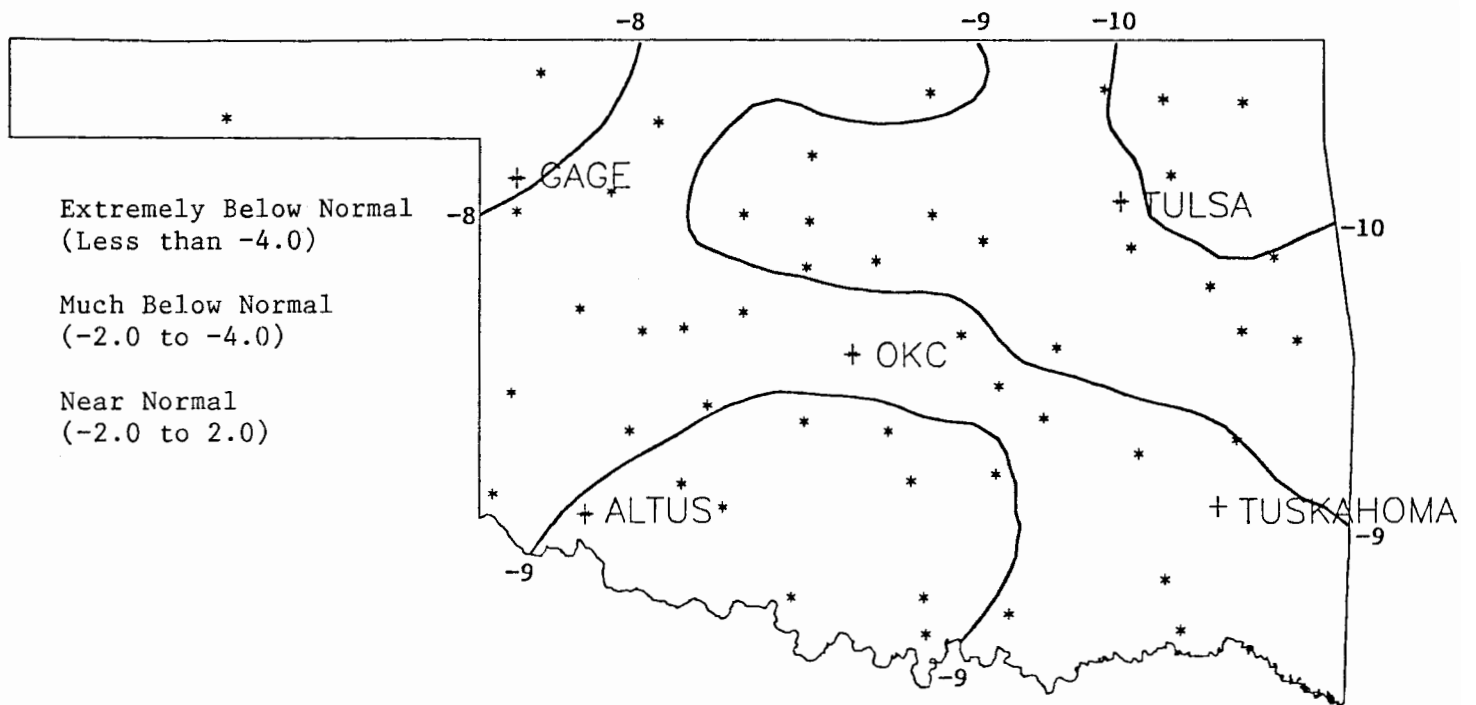 -8 -9 -10
GAGE
TULSA
Extremely Below Normal
(Less than -4.0)
-8
-10
Much Below Normal
(-2.0 to -4.0)
OKC
Near Normal
(-2.0 to 2.0)
ALTUS
TUSKAHOMA
-9
-9
-9